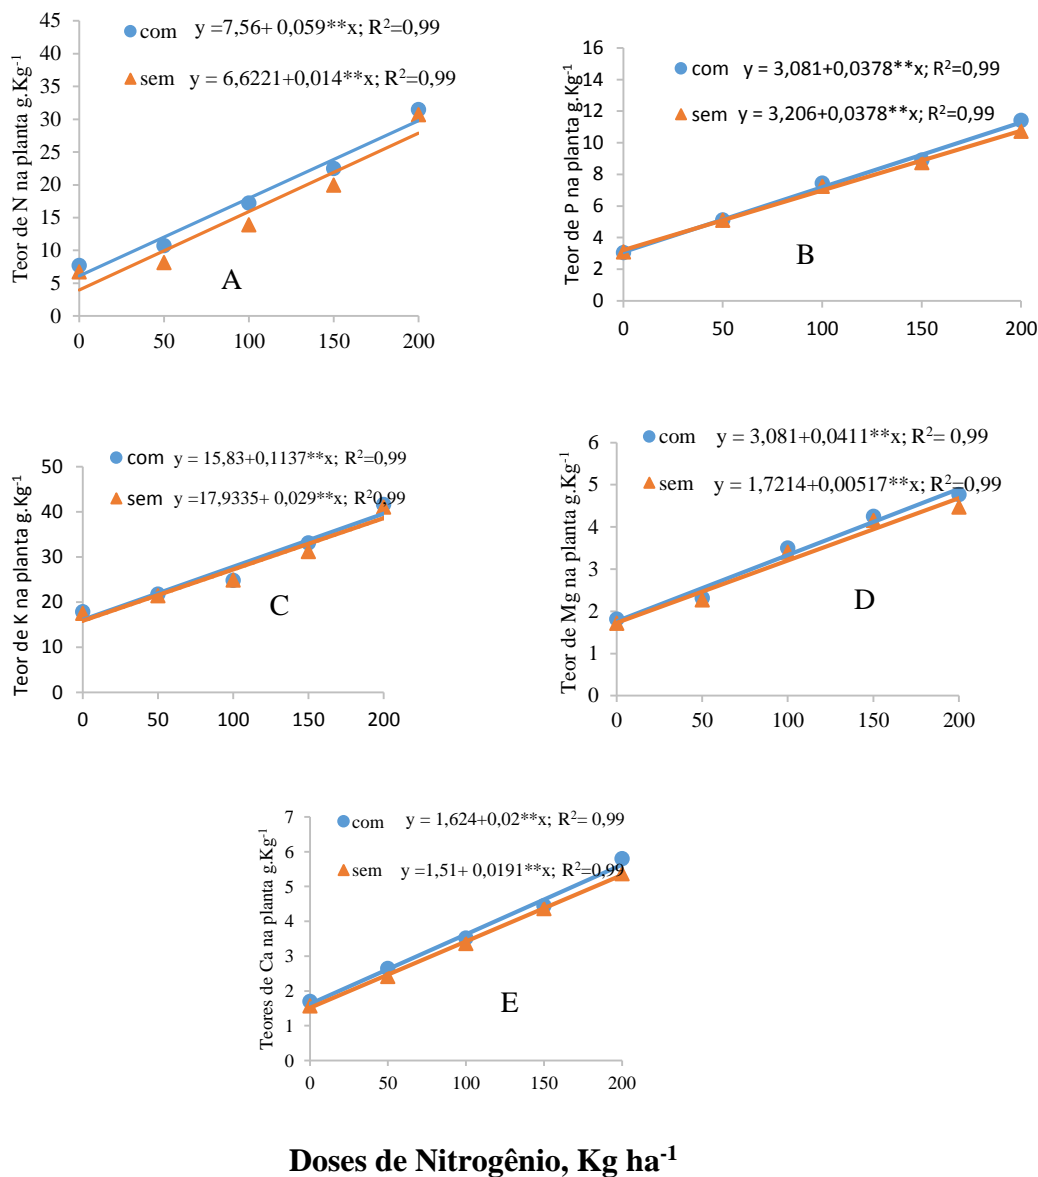 com y =7,56+ 0,059**x; R²=0,99
sem y = 6,6221+0,014**x; R²=0,99
Teor de N na planta g.Kg⁻¹
45
40
35
30
25
20
15
10
5
0
A
0 50 100 150 200
com y = 3,081+0,0378**x; R²=0,99
sem y = 3,206+0,0378**x; R²=0,99
Teor de P na planta g.Kg⁻¹
16
14
12
10
8
6
4
2
0
B
0 50 100 150 200
com y = 15,83+0,1137**x; R²=0,99
sem y =17,9335+ 0,029**x; R²0,99
Teor de K na planta g.Kg⁻¹
50
40
30
20
10
0
C
0 50 100 150 200
com y = 3,081+0,0411**x; R²= 0,99
sem y = 1,7214+0,00517**x; R²=0,99
Teor de Mg na planta g.Kg⁻¹
6
5
4
3
2
1
0
D
0 50 100 150 200
com y = 1,624+0,02**x; R²= 0,99
sem y =1,51+ 0,0191**x; R²=0,99
Teores de Ca na planta g.Kg⁻¹
7
6
5
4
3
2
1
0
E
0 50 100 150 200
Doses de Nitrogênio, Kg ha⁻¹